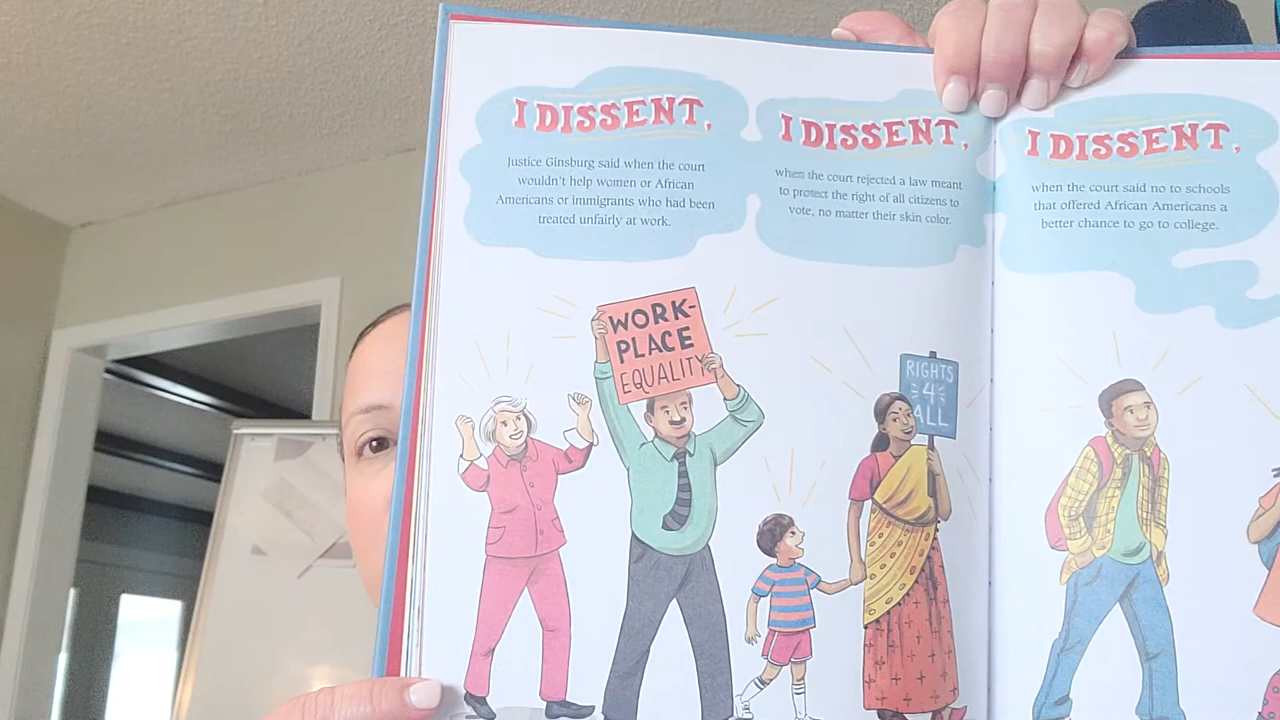 I DISSENT,
Justice Ginsburg said when the court
wouldn't help women or African
Americans or immigrants who had been
treated unfairly at work.
I DISSENT,
when the court rejected a law meant
to protect the right of all citizens to
vote, no matter their skin color.
I DISSENT,
when the court said no to schools
that offered African Americans a
better chance to go to college.
WORK-
PLACE
EQUALITY
RIGHTS
4
ALL